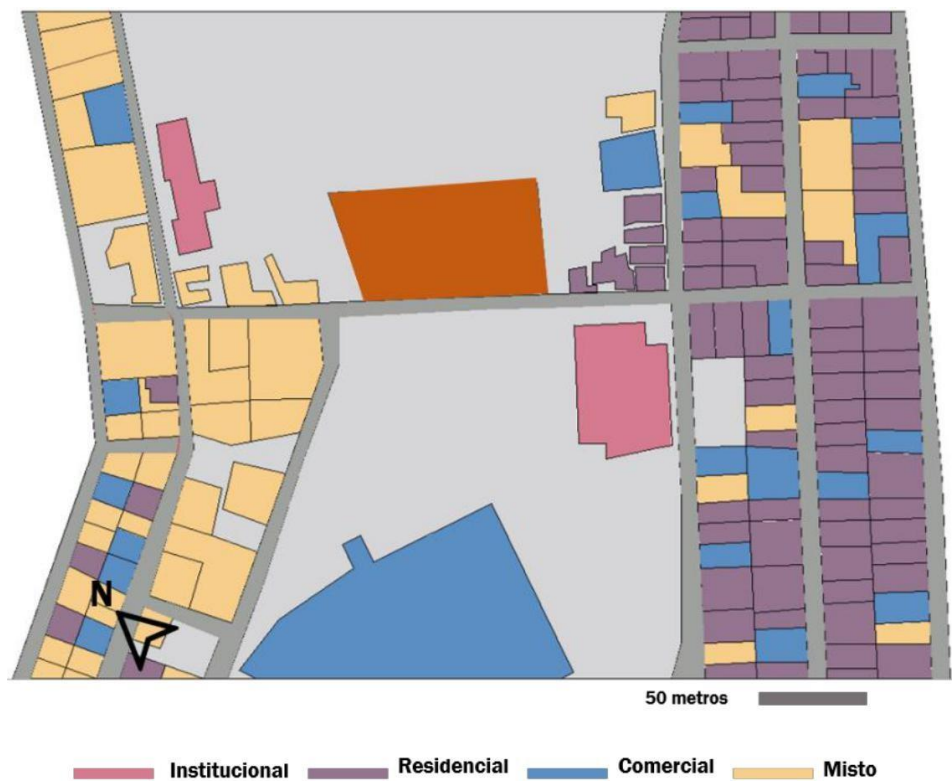 N
50 metros
Institucional
Residencial
Comercial
Misto